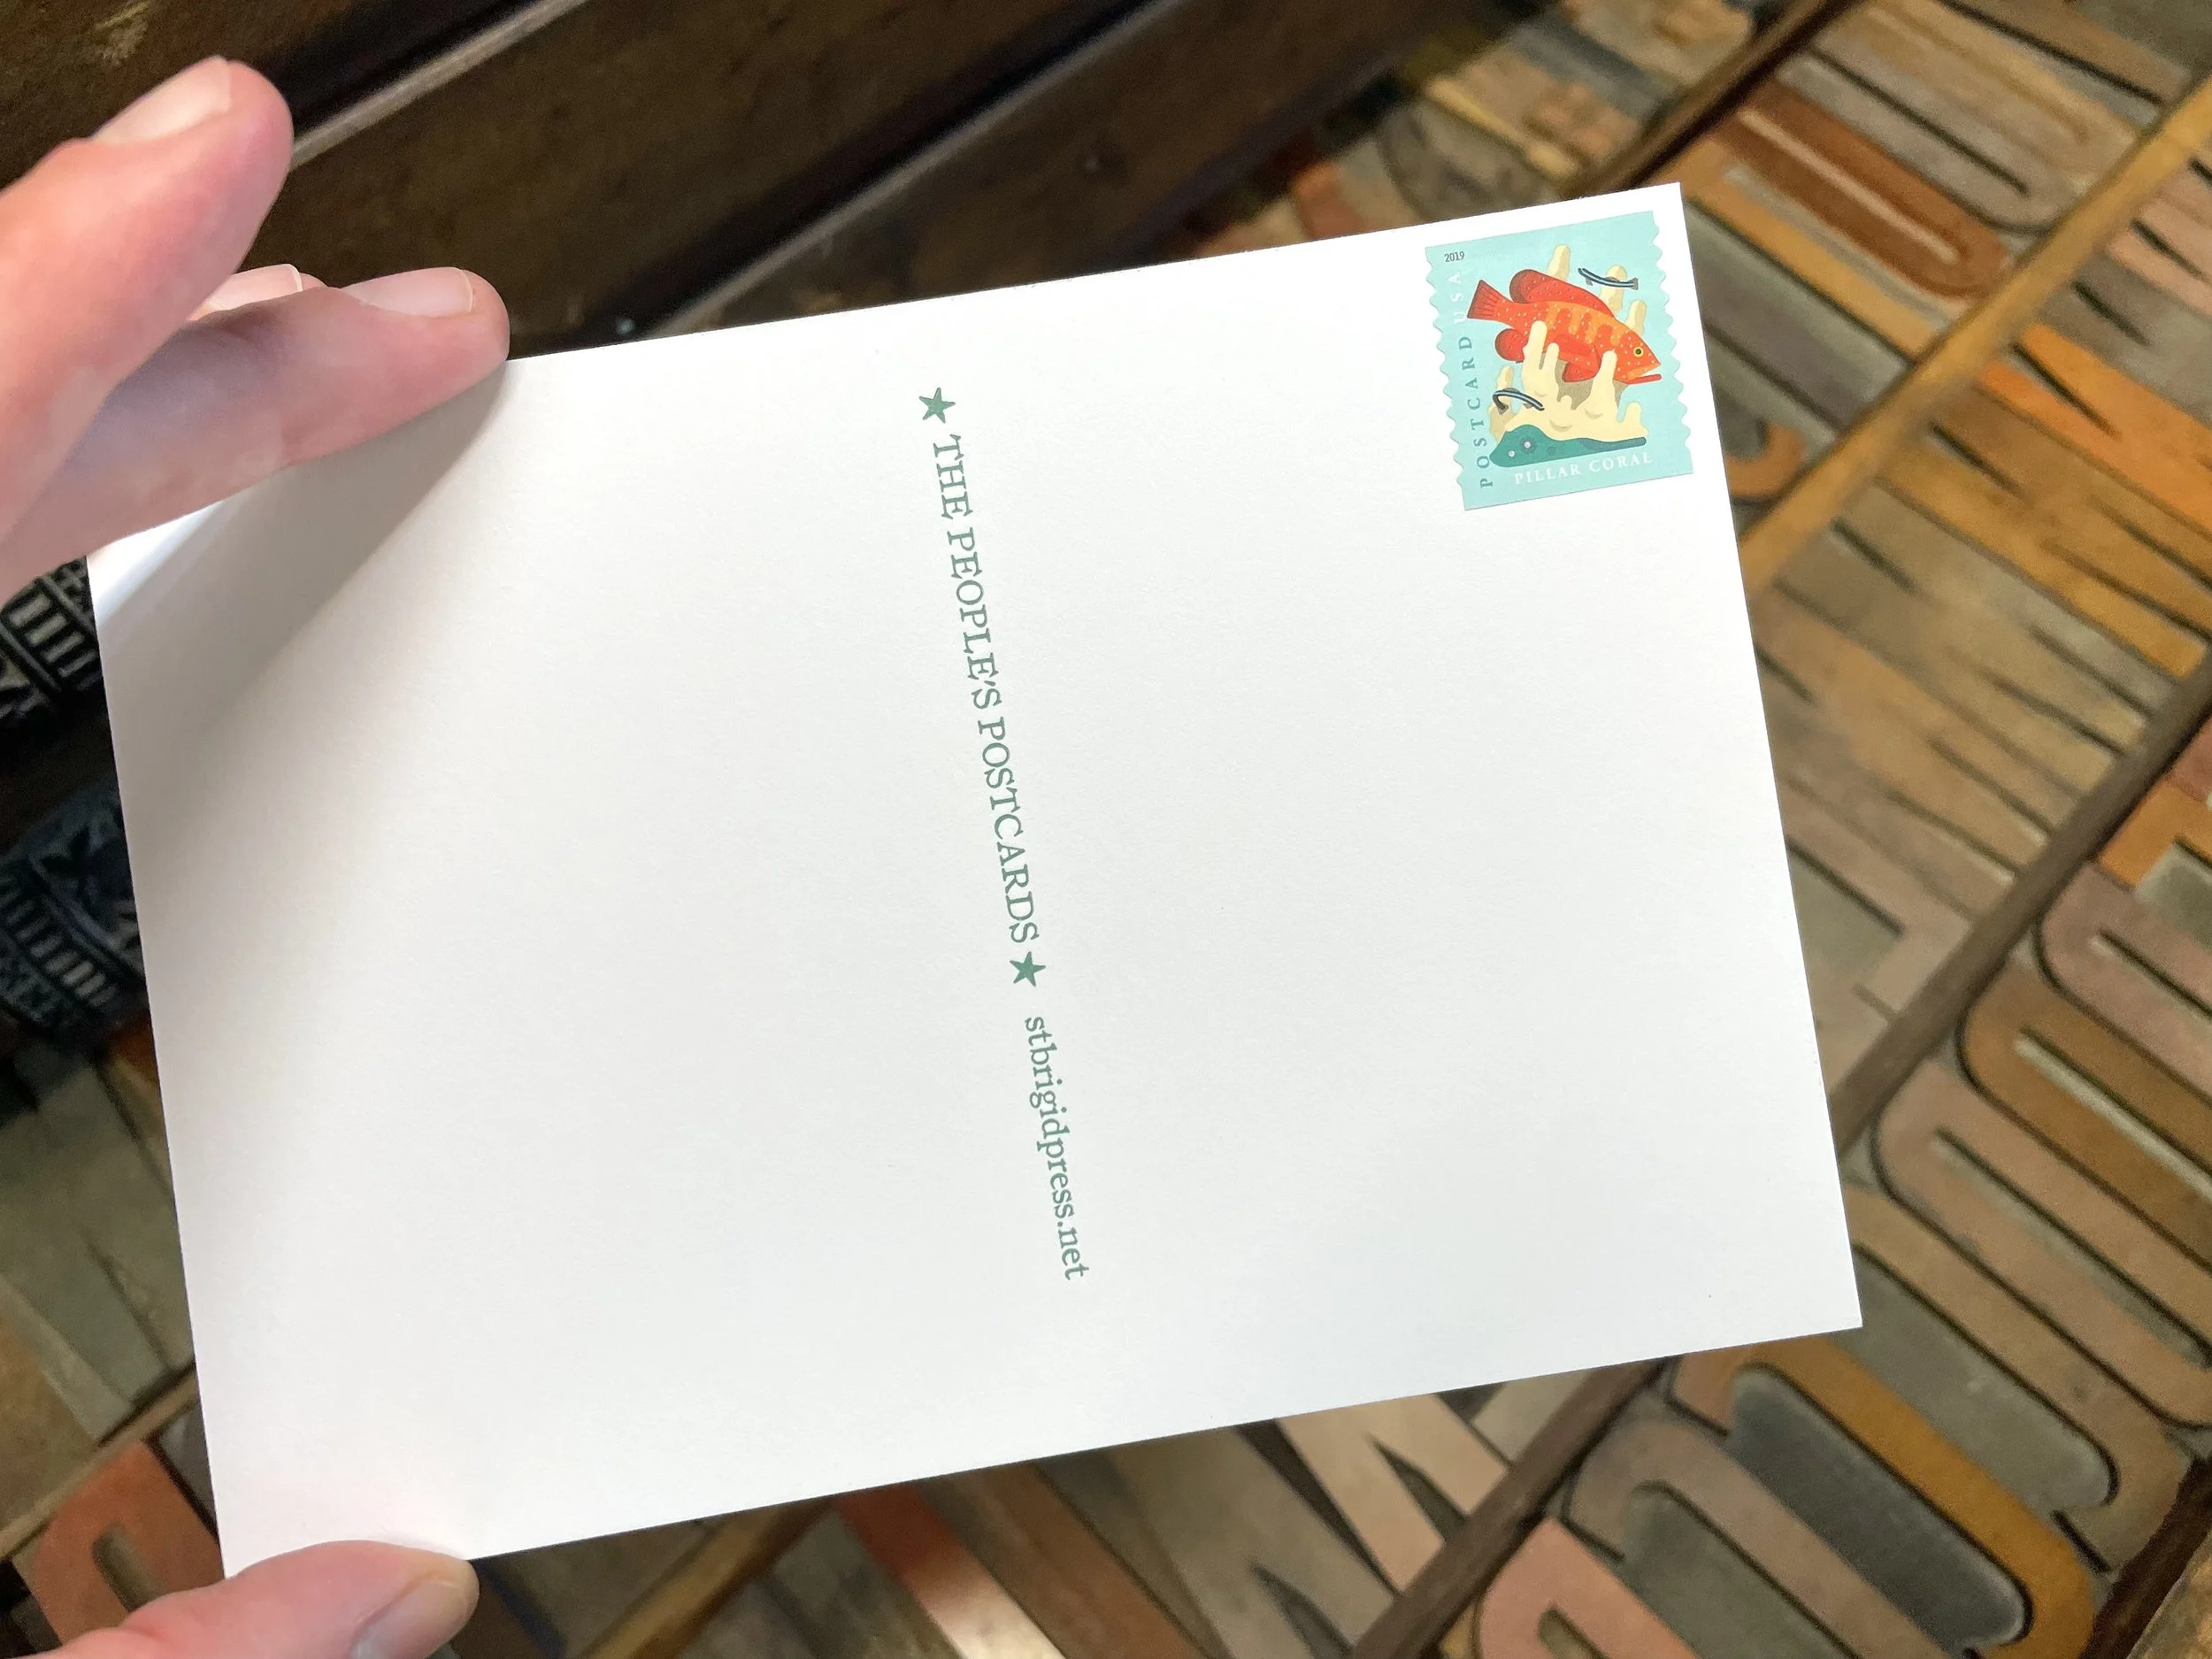 ★ THE PEOPLE'S POSTCARDS ★ stbrigidpress.net
2019
POSTCARD USA
PILLAR CORAL